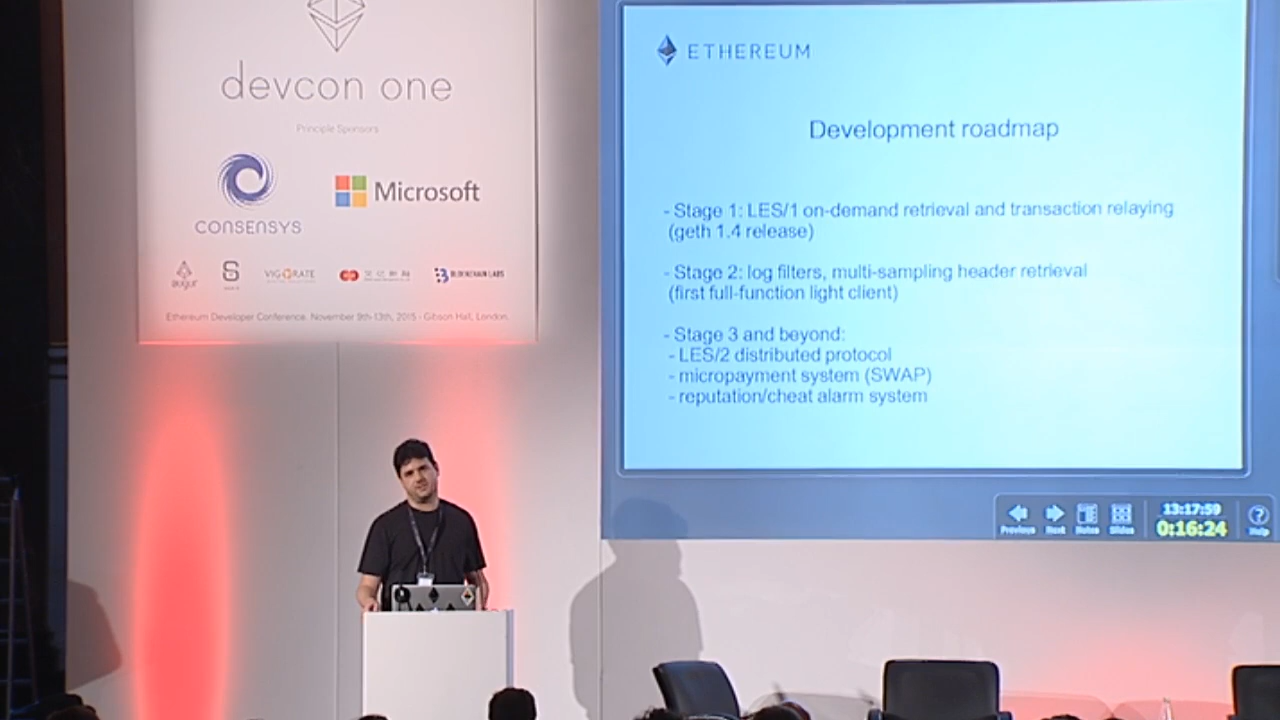 devcon one
Principle Sponsors
CONSENSYS
Microsoft
augur
VIGORATE
BLOCKCHAIN LABS
Ethereum Developer Conference. November 9th-13th, 2015 - Gibson Hall, London.
ETHEREUM
Development roadmap
- Stage 1: LES/1 on-demand retrieval and transaction relaying
(geth 1.4 release)
- Stage 2: log filters, multi-sampling header retrieval
(first full-function light client)
- Stage 3 and beyond:
- LES/2 distributed protocol
- micropayment system (SWAP)
- reputation/cheat alarm system
Previous Next Notes Slides
13:17:59
0:16:24
Help